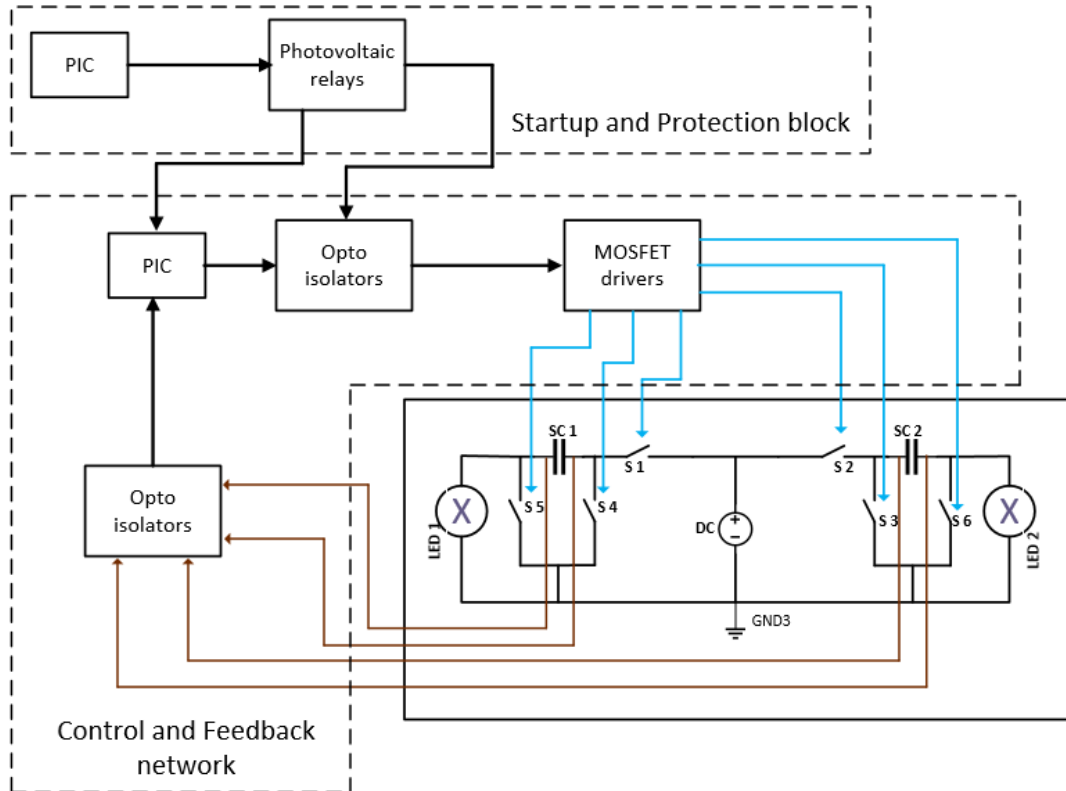 PIC
Photovoltaic
relays
Startup and Protection block
PIC
Opto
isolators
MOSFET
drivers
Opto
isolators
SC 1
S 1
S 5
S 4
LED 1
X
DC
+
−
GND3
S 2
SC 2
S 3
S 6
X
LED 2
Control and Feedback
network